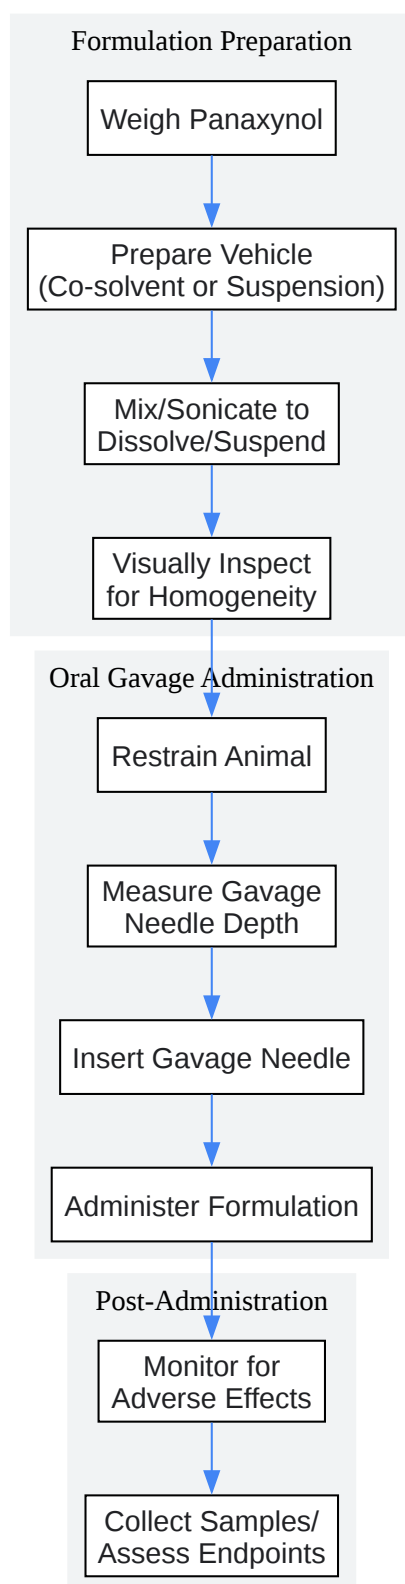 Formulation Preparation
Weigh Panaxynol
Prepare Vehicle
(Co-solvent or Suspension)
Mix/Sonicate to
Dissolve/Suspend
Visually Inspect
for Homogeneity
Oral Gavage Administration
Restrain Animal
Measure Gavage
Needle Depth
Insert Gavage Needle
Administer Formulation
Post-Administration
Monitor for
Adverse Effects
Collect Samples/
Assess Endpoints